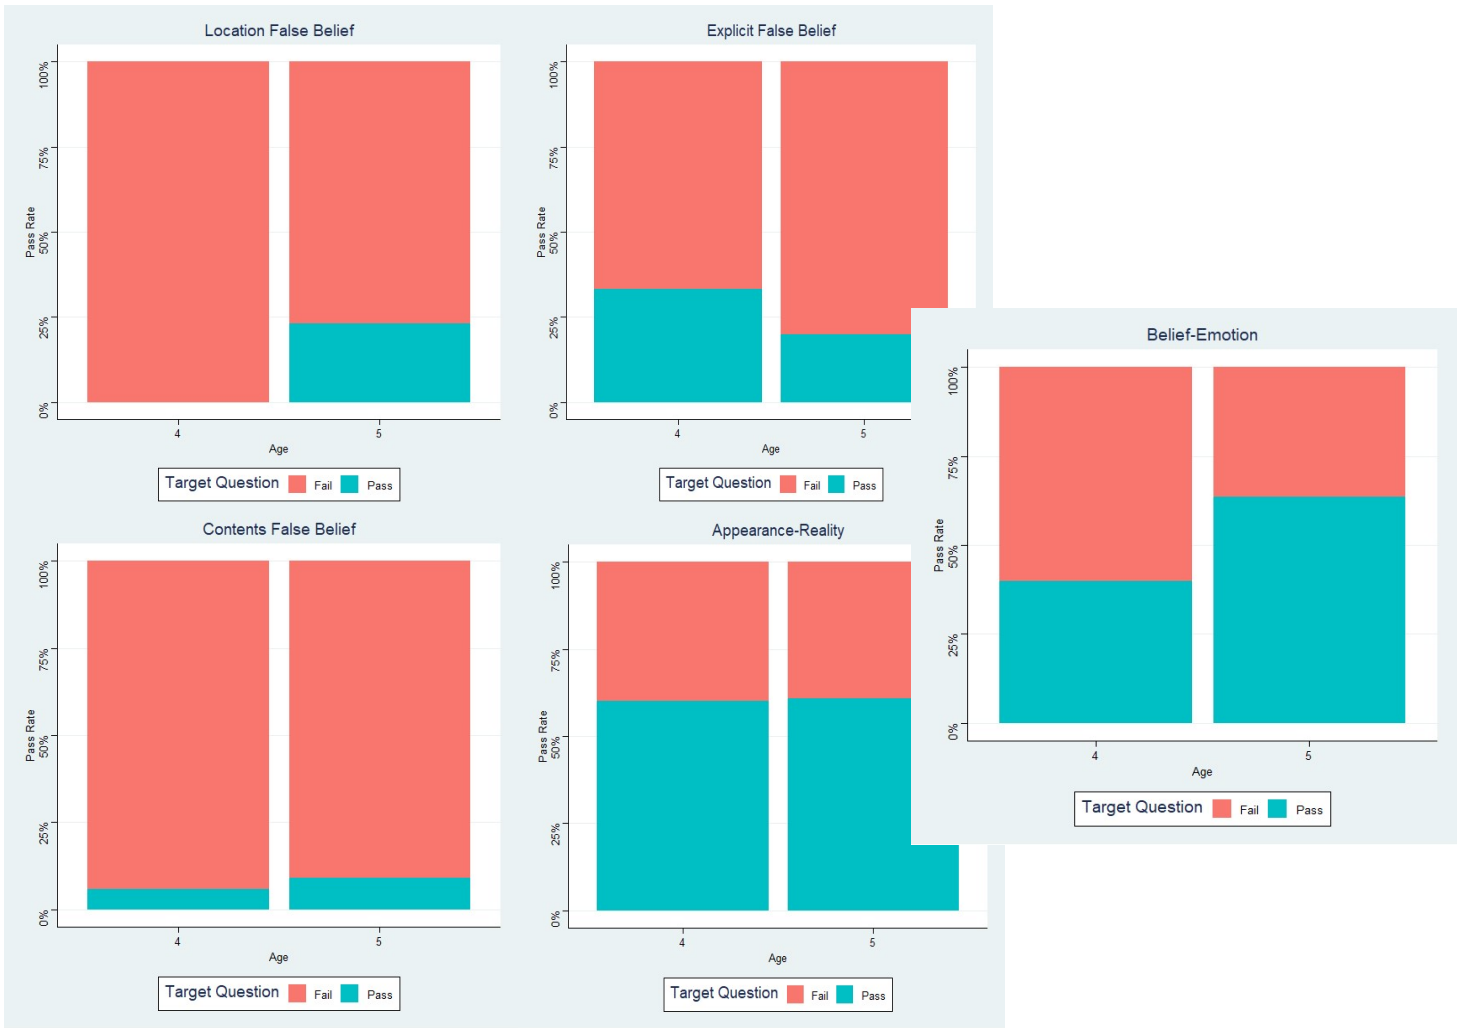 Location False Belief
100%
75%
50%
25%
0%
Pass Rate
4
5
Age
Target Question Fail Pass
Explicit False Belief
100%
75%
50%
25%
0%
Pass Rate
4
5
Age
Target Question Fail Pass
Belief-Emotion
100%
75%
50%
25%
0%
Pass Rate
4
5
Age
Target Question Fail Pass
Contents False Belief
100%
75%
50%
25%
0%
Pass Rate
4
5
Age
Target Question Fail Pass
Appearance-Reality
100%
75%
50%
25%
0%
Pass Rate
4
5
Age
Target Question Fail Pass